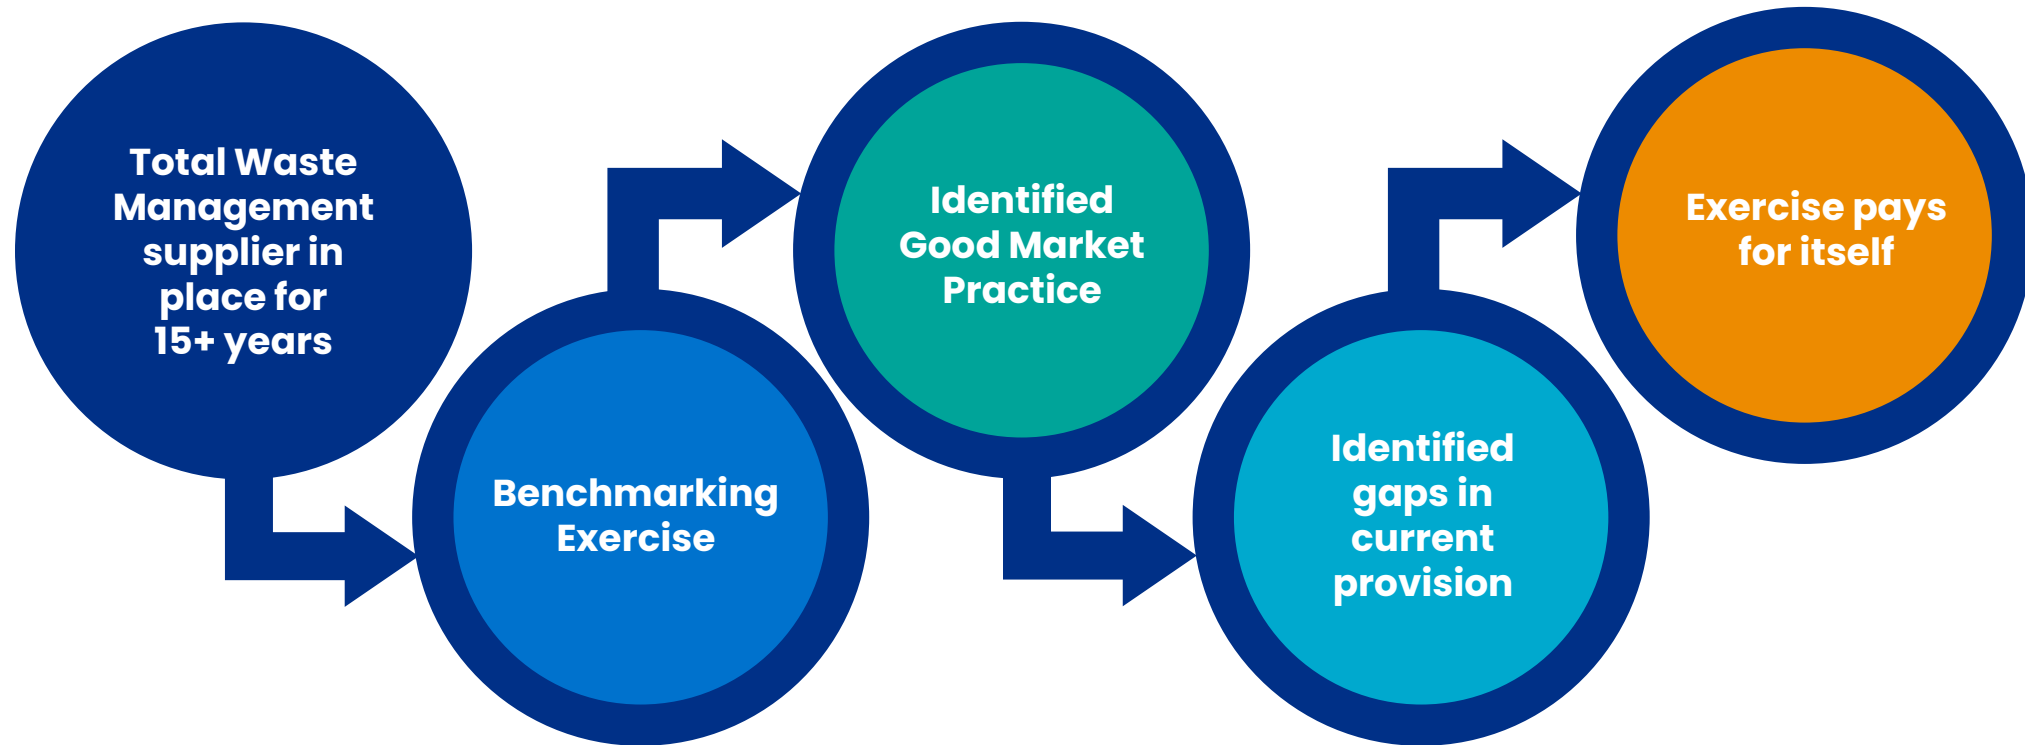 Total Waste
Management
supplier in
place for
15+ years
Benchmarking
Exercise
Identified
Good Market
Practice
Identified
gaps in
current
provision
Exercise pays
for itself